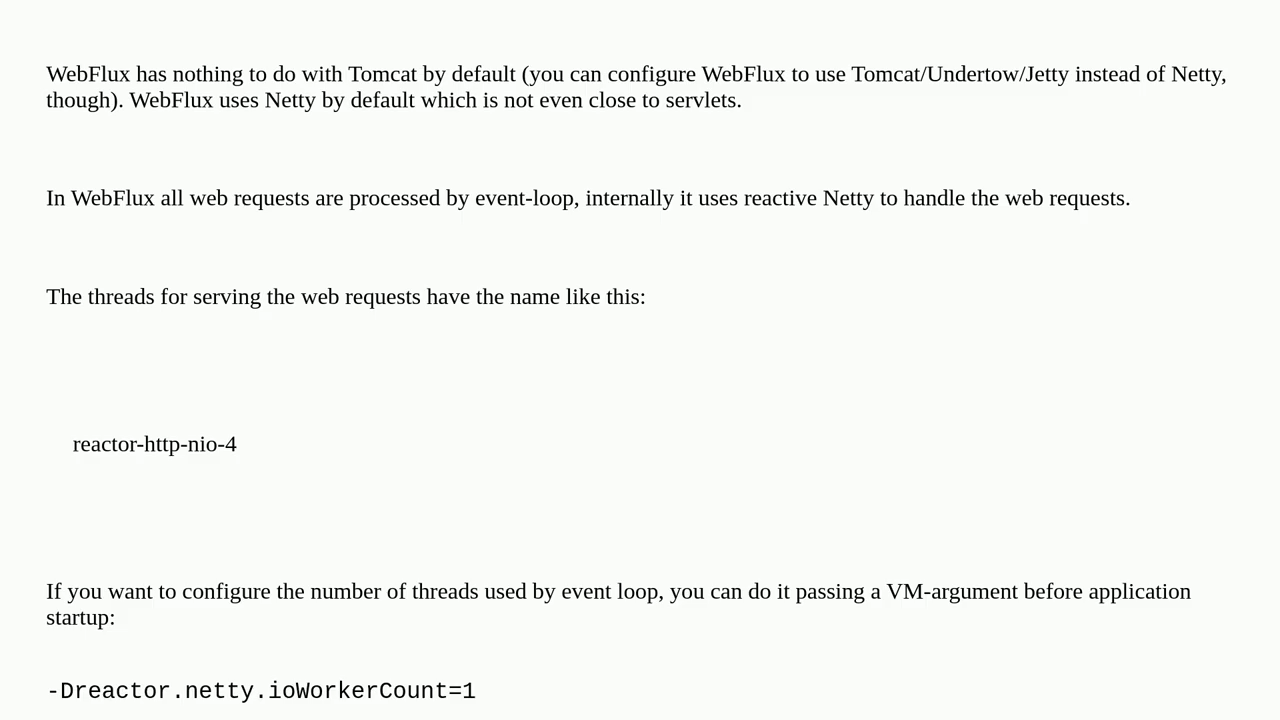 WebFlux has nothing to do with Tomcat by default (you can configure WebFlux to use Tomcat/Undertow/Jetty instead of Netty,
though). WebFlux uses Netty by default which is not even close to servlets.
In WebFlux all web requests are processed by event-loop, internally it uses reactive Netty to handle the web requests.
The threads for serving the web requests have the name like this:
reactor-http-nio-4
If you want to configure the number of threads used by event loop, you can do it passing a VM-argument before application
startup:
-Dreactor.netty.ioWorkerCount=1